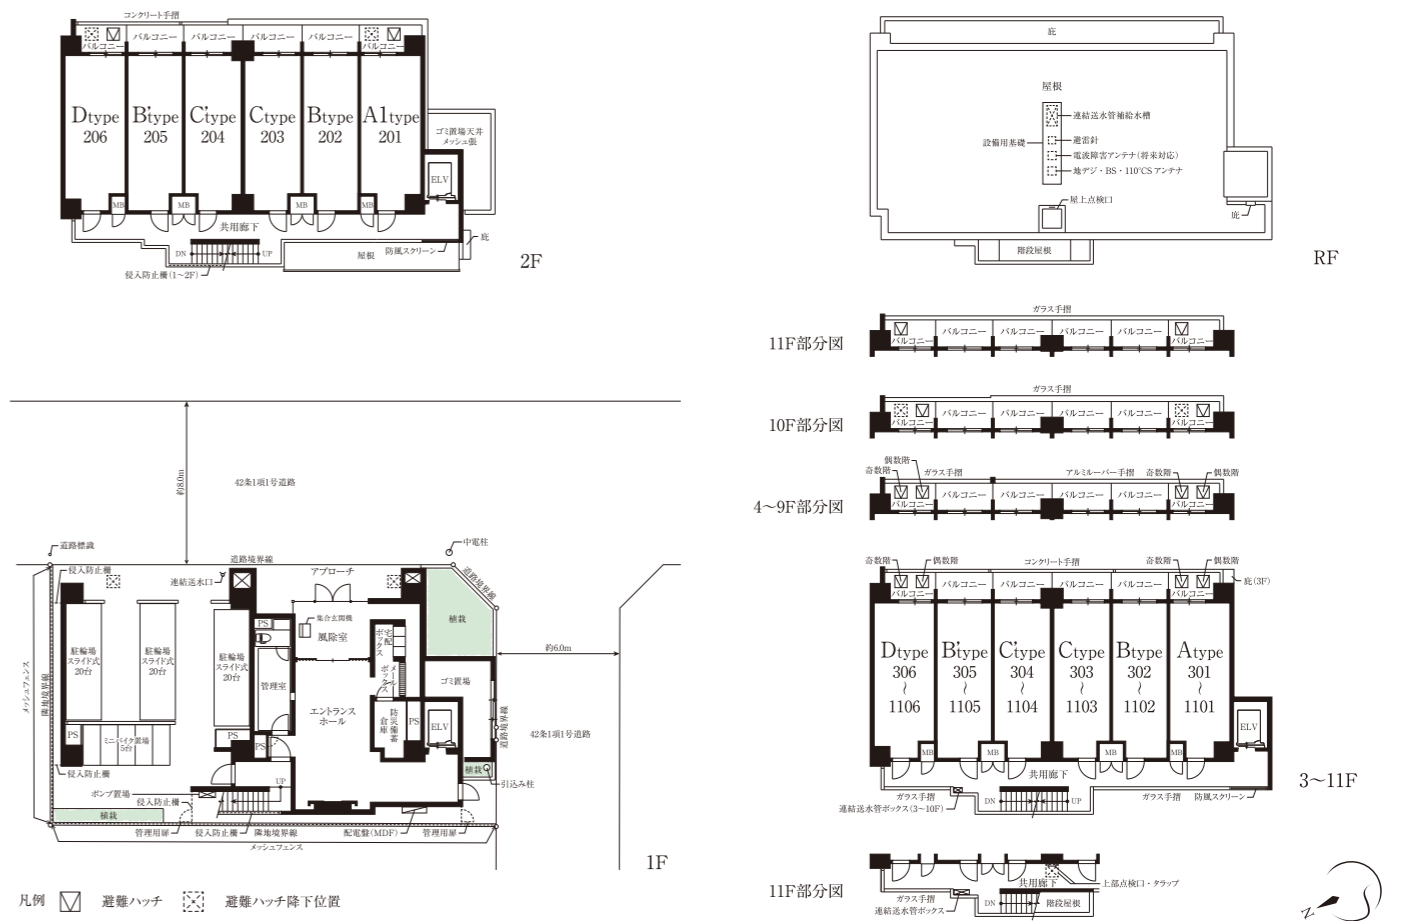 コンクリート手摺
バルコニー
バルコニー
バルコニー
バルコニー
バルコニー
バルコニー
Dtype
206
B'type
205
C'type
204
Ctype
203
Btype
202
A1type
201
ゴミ置場天井
メッシュ張
ELV
MB
MB
MB
MB
共用廊下
DN
UP
屋根
防風スクリーン
庇
侵入防止柵(1〜2F)
2F
庇
屋根
連結送水管補給水槽
避雷針
設備用基礎
電波障害アンテナ(将来対応)
地デジ・BS・110°CSアンテナ
屋上点検口
庇
階段屋根
RF
ガラス手摺
11F部分図
バルコニー
バルコニー
バルコニー
バルコニー
バルコニー
バルコニー
ガラス手摺
10F部分図
バルコニー
バルコニー
バルコニー
バルコニー
バルコニー
バルコニー
偶数階
奇数階
ガラス手摺
アルミルーバー手摺
奇数階
偶数階
4〜9F部分図
バルコニー
バルコニー
バルコニー
バルコニー
バルコニー
バルコニー
奇数階
偶数階
コンクリート手摺
奇数階
偶数階
庇(3F)
バルコニー
バルコニー
バルコニー
バルコニー
バルコニー
バルコニー
Dtype
306
〜
1106
B'type
305
〜
1105
C'type
304
〜
1104
Ctype
303
〜
1103
Btype
302
〜
1102
Atype
301
〜
1101
ELV
MB
MB
MB
MB
共用廊下
ガラス手摺
DN
UP
ガラス手摺
防風スクリーン
連結送水管ボックス(3〜10F)
3〜11F
11F部分図
共用廊下
上部点検口・タラップ
ガラス手摺
連結送水管ボックス
DN
階段屋根
N
約8.0m
42条1項1号道路
道路標識
中電柱
道路境界線
侵入防止柵
連結送水口
アプローチ
道路境界線
植栽
PS
集合玄関機
風除室
宅配
ボックス
メール
ボックス
駐輪場
スライド式
20台
駐輪場
スライド式
20台
駐輪場
スライド式
20台
管理室
エントランス
ホール
防災備蓄
倉庫
PS
ELV
ゴミ置場
約6.0m
42条1項1号道路
道路境界線
メッシュフェンス
隣地境界線
PS
ミニバイク置場
5台
PS
PS
侵入防止柵
UP
植栽
引込み柱
ポンプ置場
侵入防止柵
植栽
管理用扉
侵入防止柵
隣地境界線
配電盤(MDF)
管理用扉
メッシュフェンス
1F
凡例
避難ハッチ
避難ハッチ降下位置